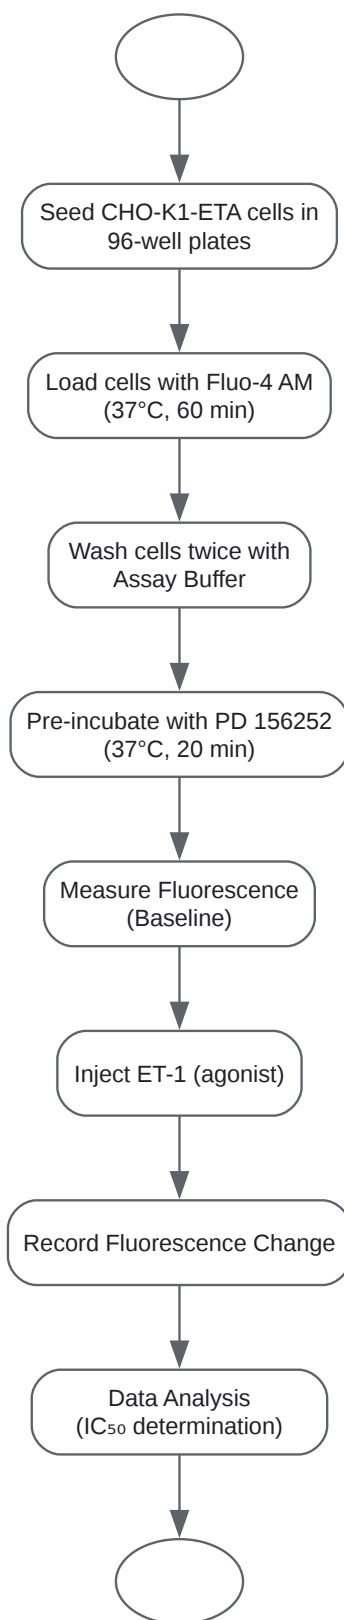 Seed CHO-K1-ETA cells in
96-well plates
Load cells with Fluo-4 AM
(37°C, 60 min)
Wash cells twice with
Assay Buffer
Pre-incubate with PD 156252
(37°C, 20 min)
Measure Fluorescence
(Baseline)
Inject ET-1 (agonist)
Record Fluorescence Change
Data Analysis
(IC₅₀ determination)